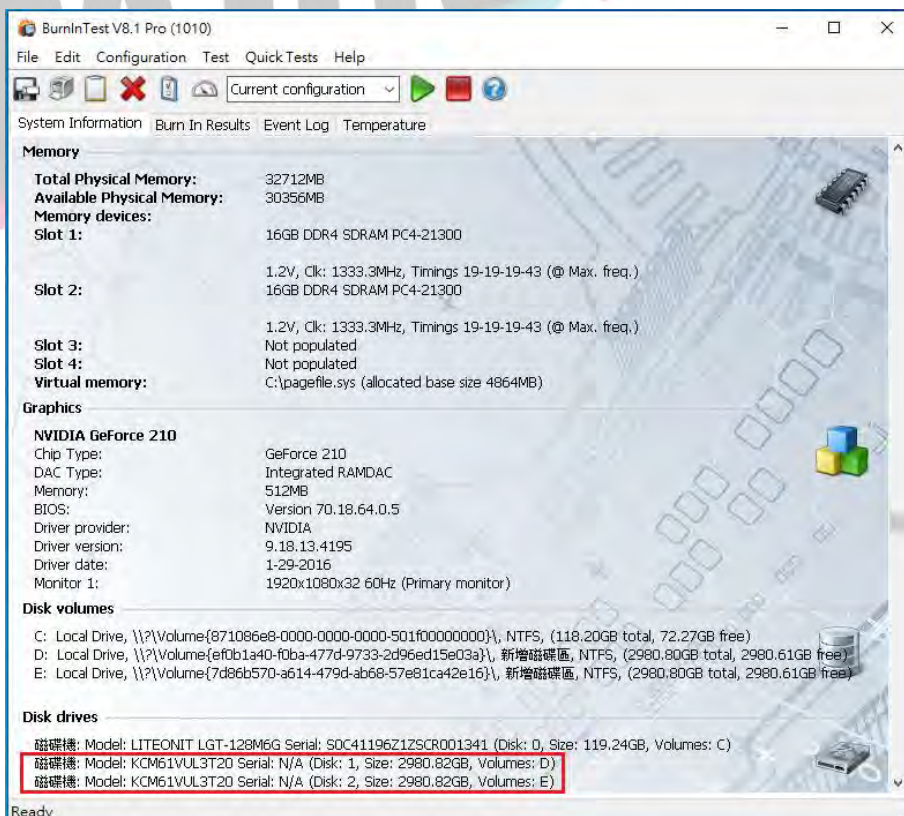 BurnInTest V8.1 Pro (1010)
File Edit Configuration Test Quick Tests Help
Current configuration
System Information Burn In Results Event Log Temperature
Memory
Total Physical Memory: 32712MB
Available Physical Memory: 30356MB
Memory devices:
Slot 1: 16GB DDR4 SDRAM PC4-21300
1.2V, Clk: 1333.3MHz, Timings 19-19-19-43 (@ Max. freq.)
Slot 2: 16GB DDR4 SDRAM PC4-21300
1.2V, Clk: 1333.3MHz, Timings 19-19-19-43 (@ Max. freq.)
Slot 3: Not populated
Slot 4: Not populated
Virtual memory: C:\pagefile.sys (allocated base size 4864MB)
Graphics
NVIDIA GeForce 210
Chip Type: GeForce 210
DAC Type: Integrated RAMDAC
Memory: 512MB
BIOS: Version 70.18.64.0.5
Driver provider: NVIDIA
Driver version: 9.18.13.4195
Driver date: 1-29-2016
Monitor 1: 1920x1080x32 60Hz (Primary monitor)
Disk volumes
C: Local Drive, \\?\Volume{871086e8-0000-0000-0000-501f00000000}\, NTFS, (118.20GB total, 72.27GB free)
D: Local Drive, \\?\Volume{ef0b1a40-f0ba-477d-9733-2d96ed15e03a}\, 新增磁碟區, NTFS, (2980.80GB total, 2980.61GB free)
E: Local Drive, \\?\Volume{7d86b570-a614-479d-ab68-57e81ca42e16}\, 新增磁碟區, NTFS, (2980.80GB total, 2980.61GB free)
Disk drives
磁碟機: Model: LITEONIT LGT-128M6G Serial: S0C41196Z1ZSCR001341 (Disk: 0, Size: 119.24GB, Volumes: C)
磁碟機: Model: KCM61VUL3T20 Serial: N/A (Disk: 1, Size: 2980.82GB, Volumes: D)
磁碟機: Model: KCM61VUL3T20 Serial: N/A (Disk: 2, Size: 2980.82GB, Volumes: E)
Ready